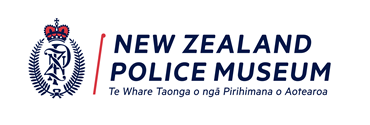 NEW ZEALAND
POLICE MUSEUM
Te Whare Taonga o ngā Pirihimana o Aotearoa